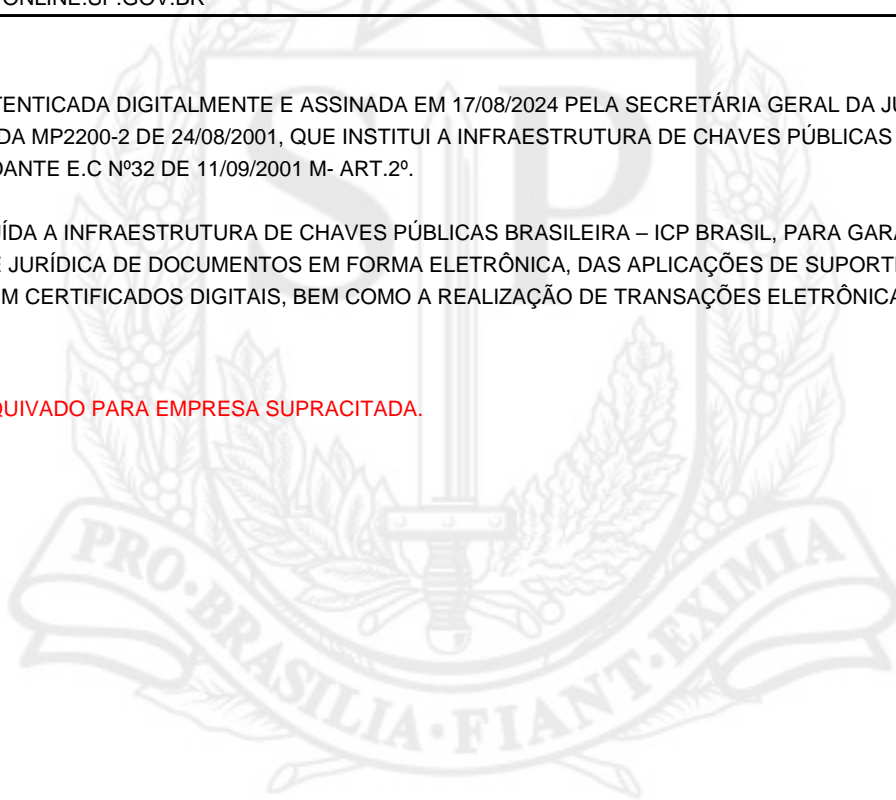 ONLINE.SP.GOV.BR
TENTICADA DIGITALMENTE E ASSINADA EM 17/08/2024 PELA SECRETÁRIA GERAL DA JU
DA MP2200-2 DE 24/08/2001, QUE INSTITUI A INFRAESTRUTURA DE CHAVES PÚBLICAS
DANTE E.C Nº32 DE 11/09/2001 M- ART.2º.
ÍDA A INFRAESTRUTURA DE CHAVES PÚBLICAS BRASILEIRA – ICP BRASIL, PARA GARA
E JURÍDICA DE DOCUMENTOS EM FORMA ELETRÔNICA, DAS APLICAÇÕES DE SUPORTE
M CERTIFICADOS DIGITAIS, BEM COMO A REALIZAÇÃO DE TRANSAÇÕES ELETRÔNICA
QUIVADO PARA EMPRESA SUPRACITADA.
SP
PRO·BRASILIA·FIANT·EXIMIA